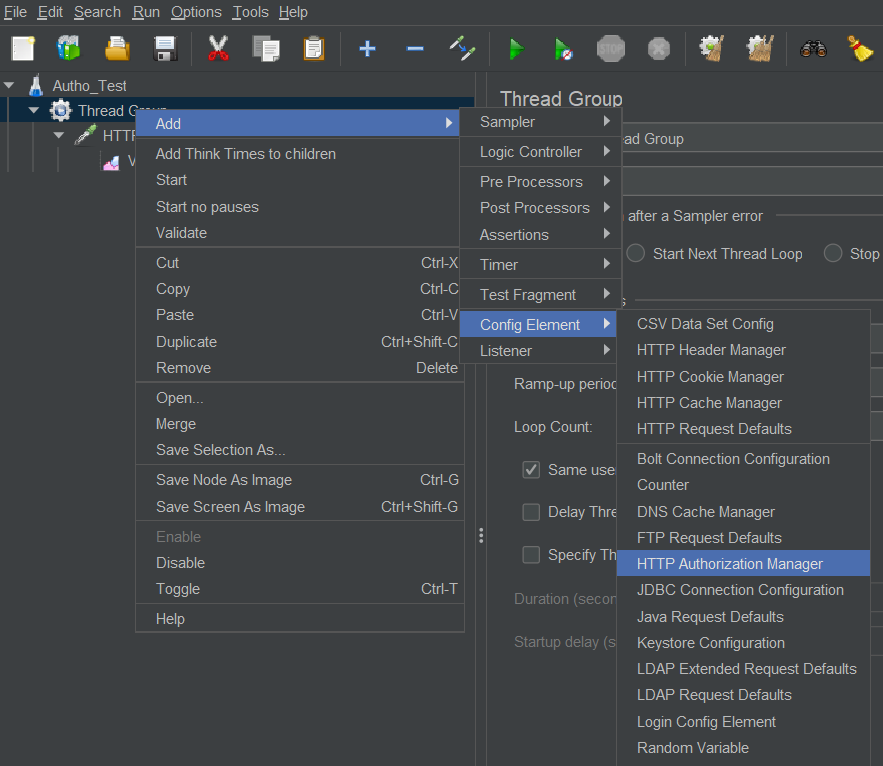 File Edit Search Run Options Tools Help
STOP
Autho_Test
Thread Group
HTTP
V
Add
Add Think Times to children
Start
Start no pauses
Validate
Cut Ctrl-X
Copy Ctrl-C
Paste Ctrl-V
Duplicate Ctrl+Shift-C
Remove Delete
Open...
Merge
Save Selection As...
Save Node As Image Ctrl-G
Save Screen As Image Ctrl+Shift-G
Enable
Disable
Toggle Ctrl-T
Help
Sampler
Logic Controller
Pre Processors
Post Processors
Assertions
Timer
Test Fragment
Config Element
Listener
CSV Data Set Config
HTTP Header Manager
HTTP Cookie Manager
HTTP Cache Manager
HTTP Request Defaults
Bolt Connection Configuration
Counter
DNS Cache Manager
FTP Request Defaults
HTTP Authorization Manager
JDBC Connection Configuration
Java Request Defaults
Keystore Configuration
LDAP Extended Request Defaults
LDAP Request Defaults
Login Config Element
Random Variable
Thread Group
ad Group
after a Sampler error
Start Next Thread Loop Stop
Ramp-up period
Loop Count:
Same use
Delay Thre
Specify Th
Duration (secon
Startup delay (s